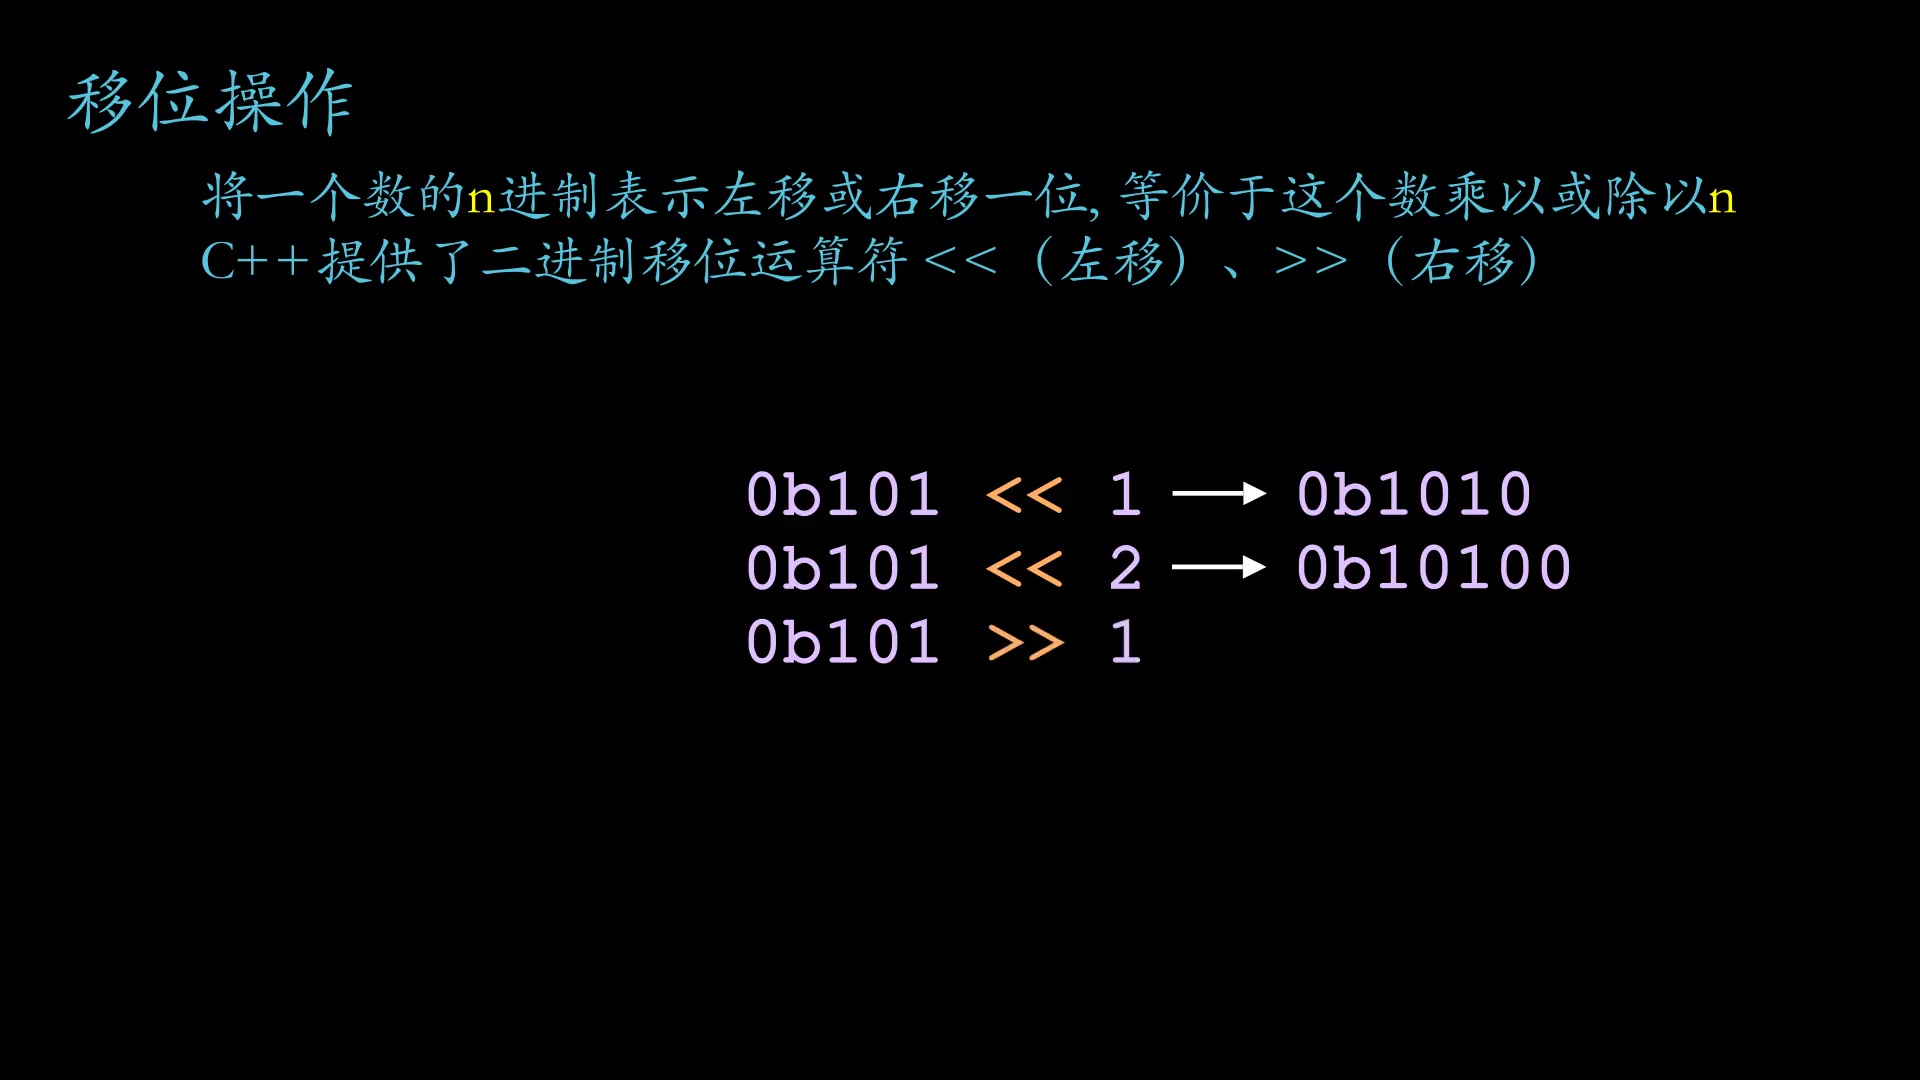 移位操作
将一个数的n进制表示左移或右移一位, 等价于这个数乘以或除以n
C++提供了二进制移位运算符 <<（左移）、>>（右移）
0b101 << 1 → 0b1010
0b101 << 2 → 0b10100
0b101 >> 1